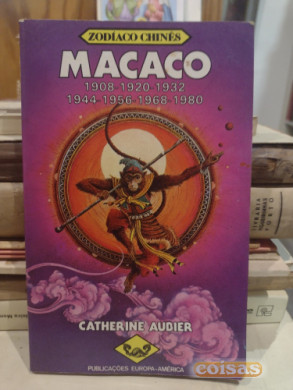 ZODÍACO CHINÊS
MACACO
1908-1920-1932
1944-1956-1968-1980
CATHERINE AUDIER
PUBLICAÇÕES EUROPA-AMÉRICA
coisas